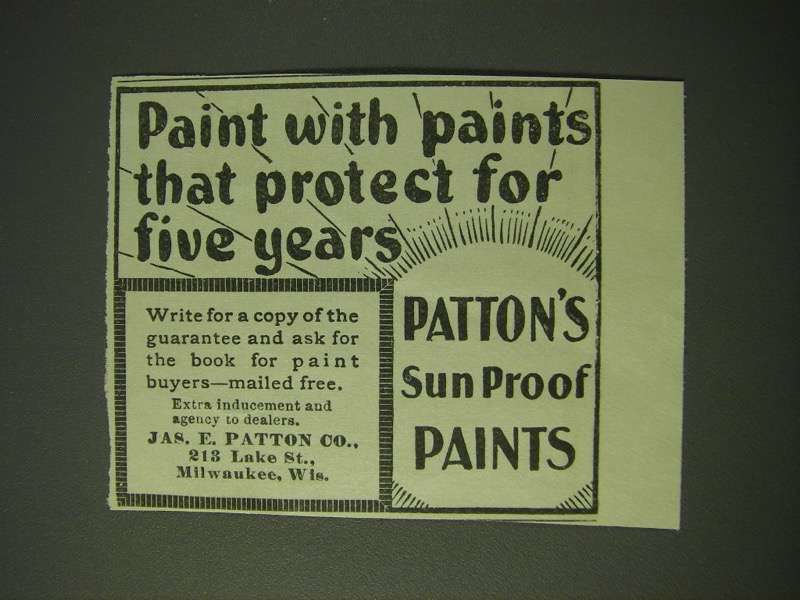 Paint with paints
that protect for
five years
Write for a copy of the
guarantee and ask for
the book for paint
buyers—mailed free.
Extra inducement and
agency to dealers.
JAS. E. PATTON CO.,
213 Lake St.,
Milwaukee, Wis.
PATTON'S
Sun Proof
PAINTS